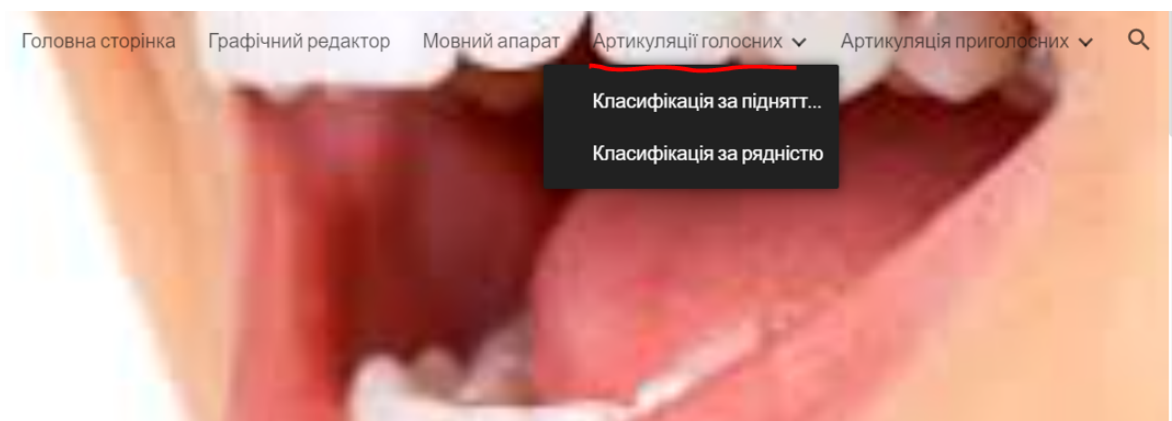 Головна сторінка Графічний редактор Мовний апарат Артикуляції голосних Артикуляція приголосних
Класифікація за піднятт...
Класифікація за рядністю